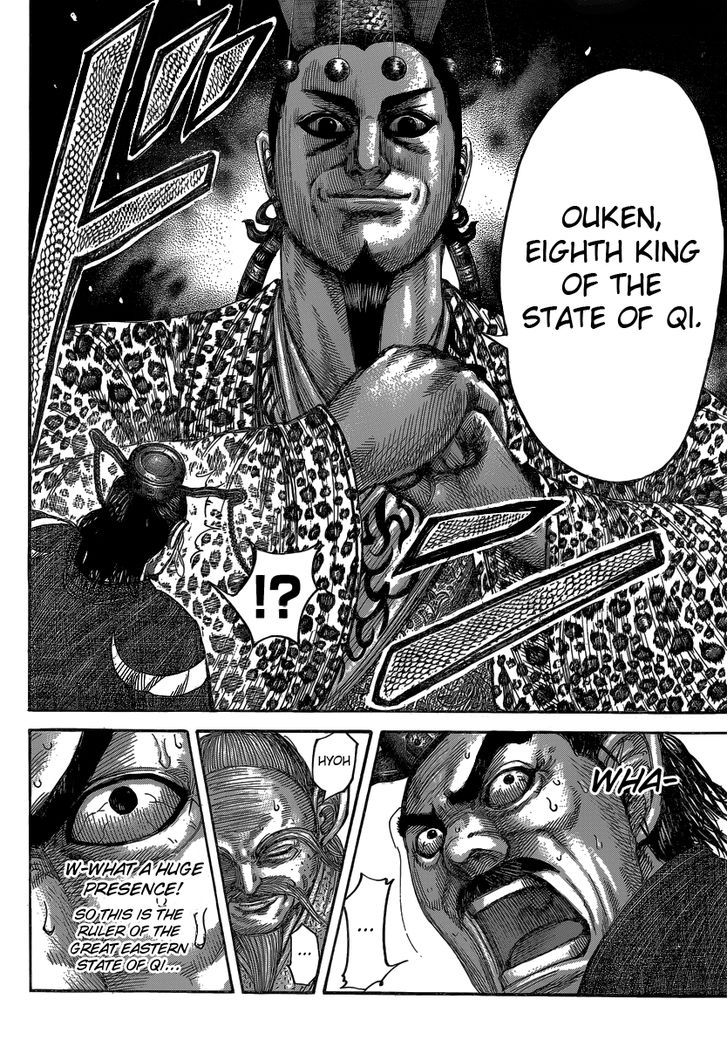 OUKEN,
EIGHTH KING
OF THE
STATE OF QI.
!?
WHA-
...
HYOH
...
W-WHAT A HUGE
PRESENCE!
SO THIS IS THE
RULER OF THE
GREAT EASTERN
STATE OF QI...